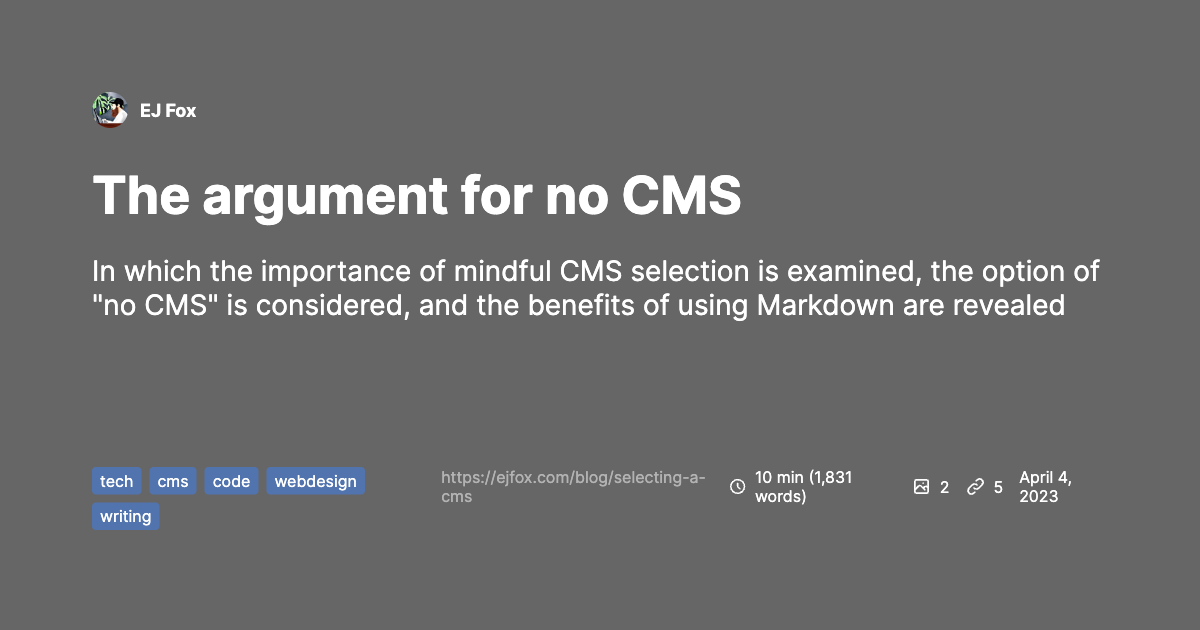 EJ Fox
The argument for no CMS
In which the importance of mindful CMS selection is examined, the option of
"no CMS" is considered, and the benefits of using Markdown are revealed
tech cms code webdesign
writing
https://ejfox.com/blog/selecting-a-
cms
10 min (1,831
words)
2
5
April 4,
2023